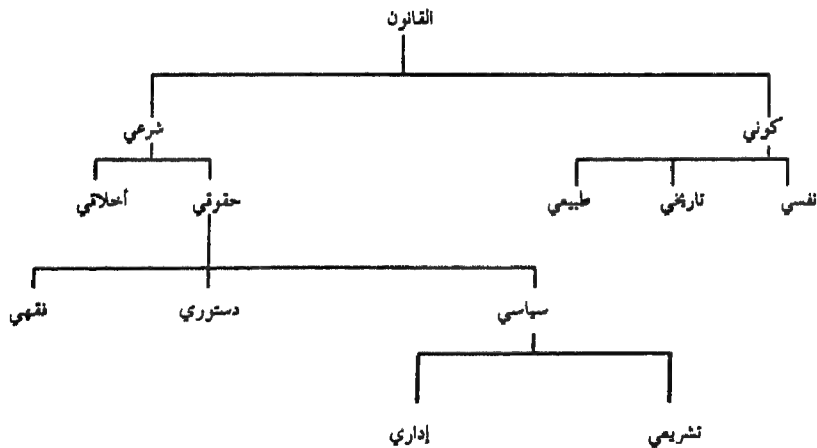 القانون
كوني شرعي
نفسي تاريخي طبيعي حقوقي أخلاقي
سياسي دستوري فقهي
تشريعي إداري